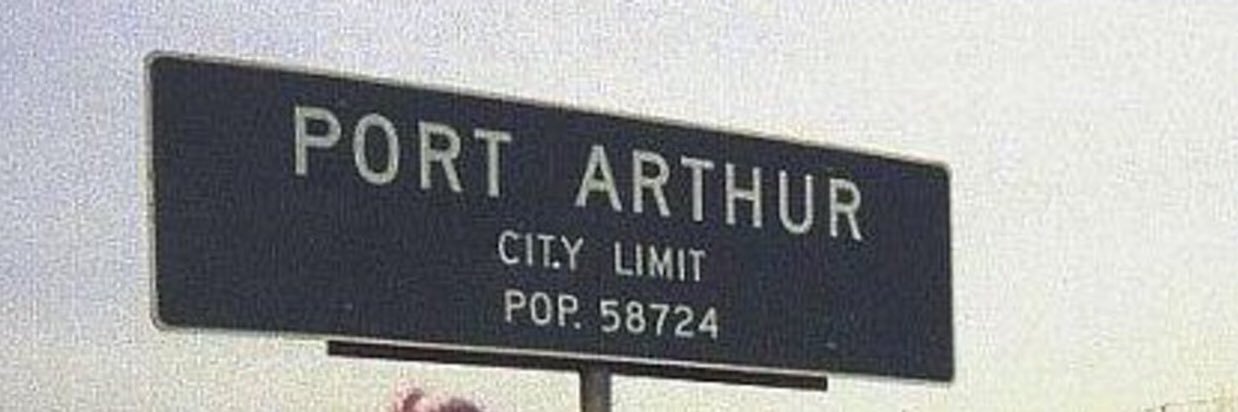 PORT ARTHUR
CITY LIMIT
POP. 58724